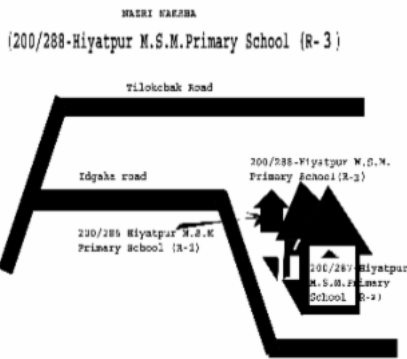 NAZRI NAKSHA
(200/288-Hiyatpur M.S.M.Primary School (R-3)
Tilokchak Road
Idgaha road
200/288-Hiyatpur M.S.M.
Primary School(R-3)
200/286 Hiyatpur M.S.M
Primary School (R-1)
200/287-Hiyatpur
M.S.M.Primary
School (R-2)